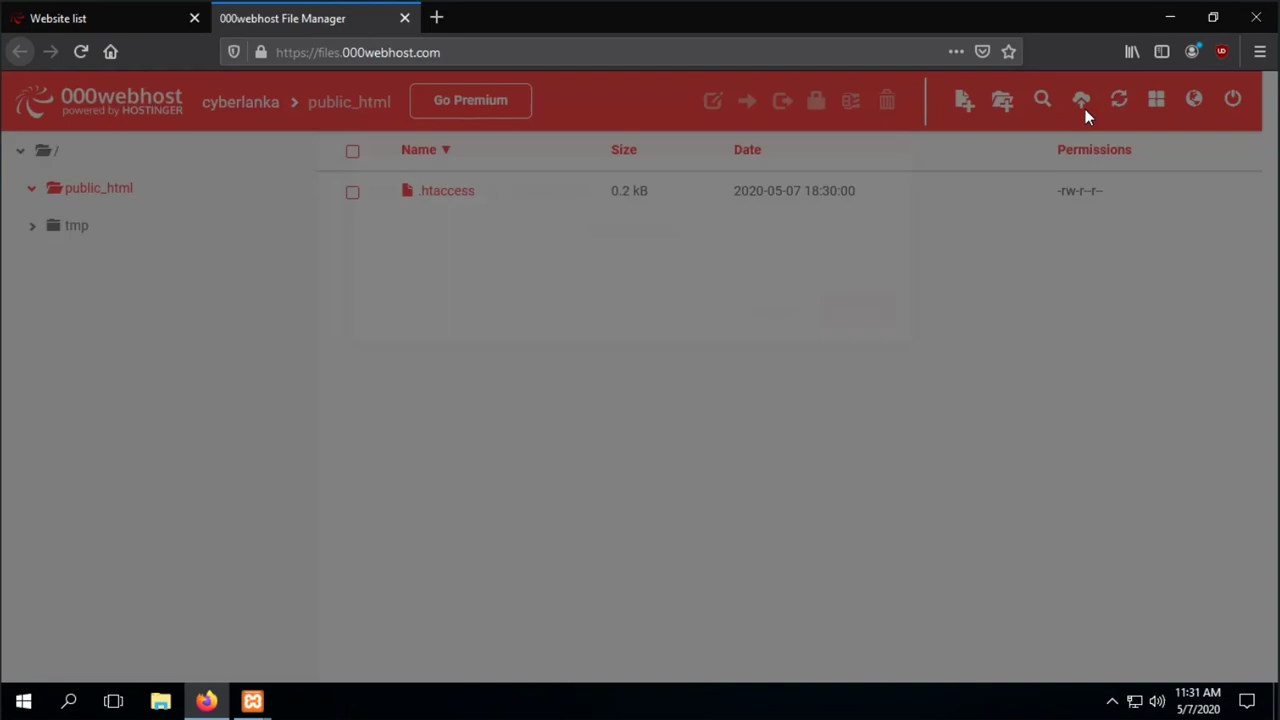 Website list
000webhost File Manager
https://files.000webhost.com
000webhost
powered by HOSTINGER
cyberlanka > public_html
Go Premium
/
public_html
tmp
Name Size Date Permissions
.htaccess 0.2 kB 2020-05-07 18:30:00 -rw-r--r--
11:31 AM
5/7/2020